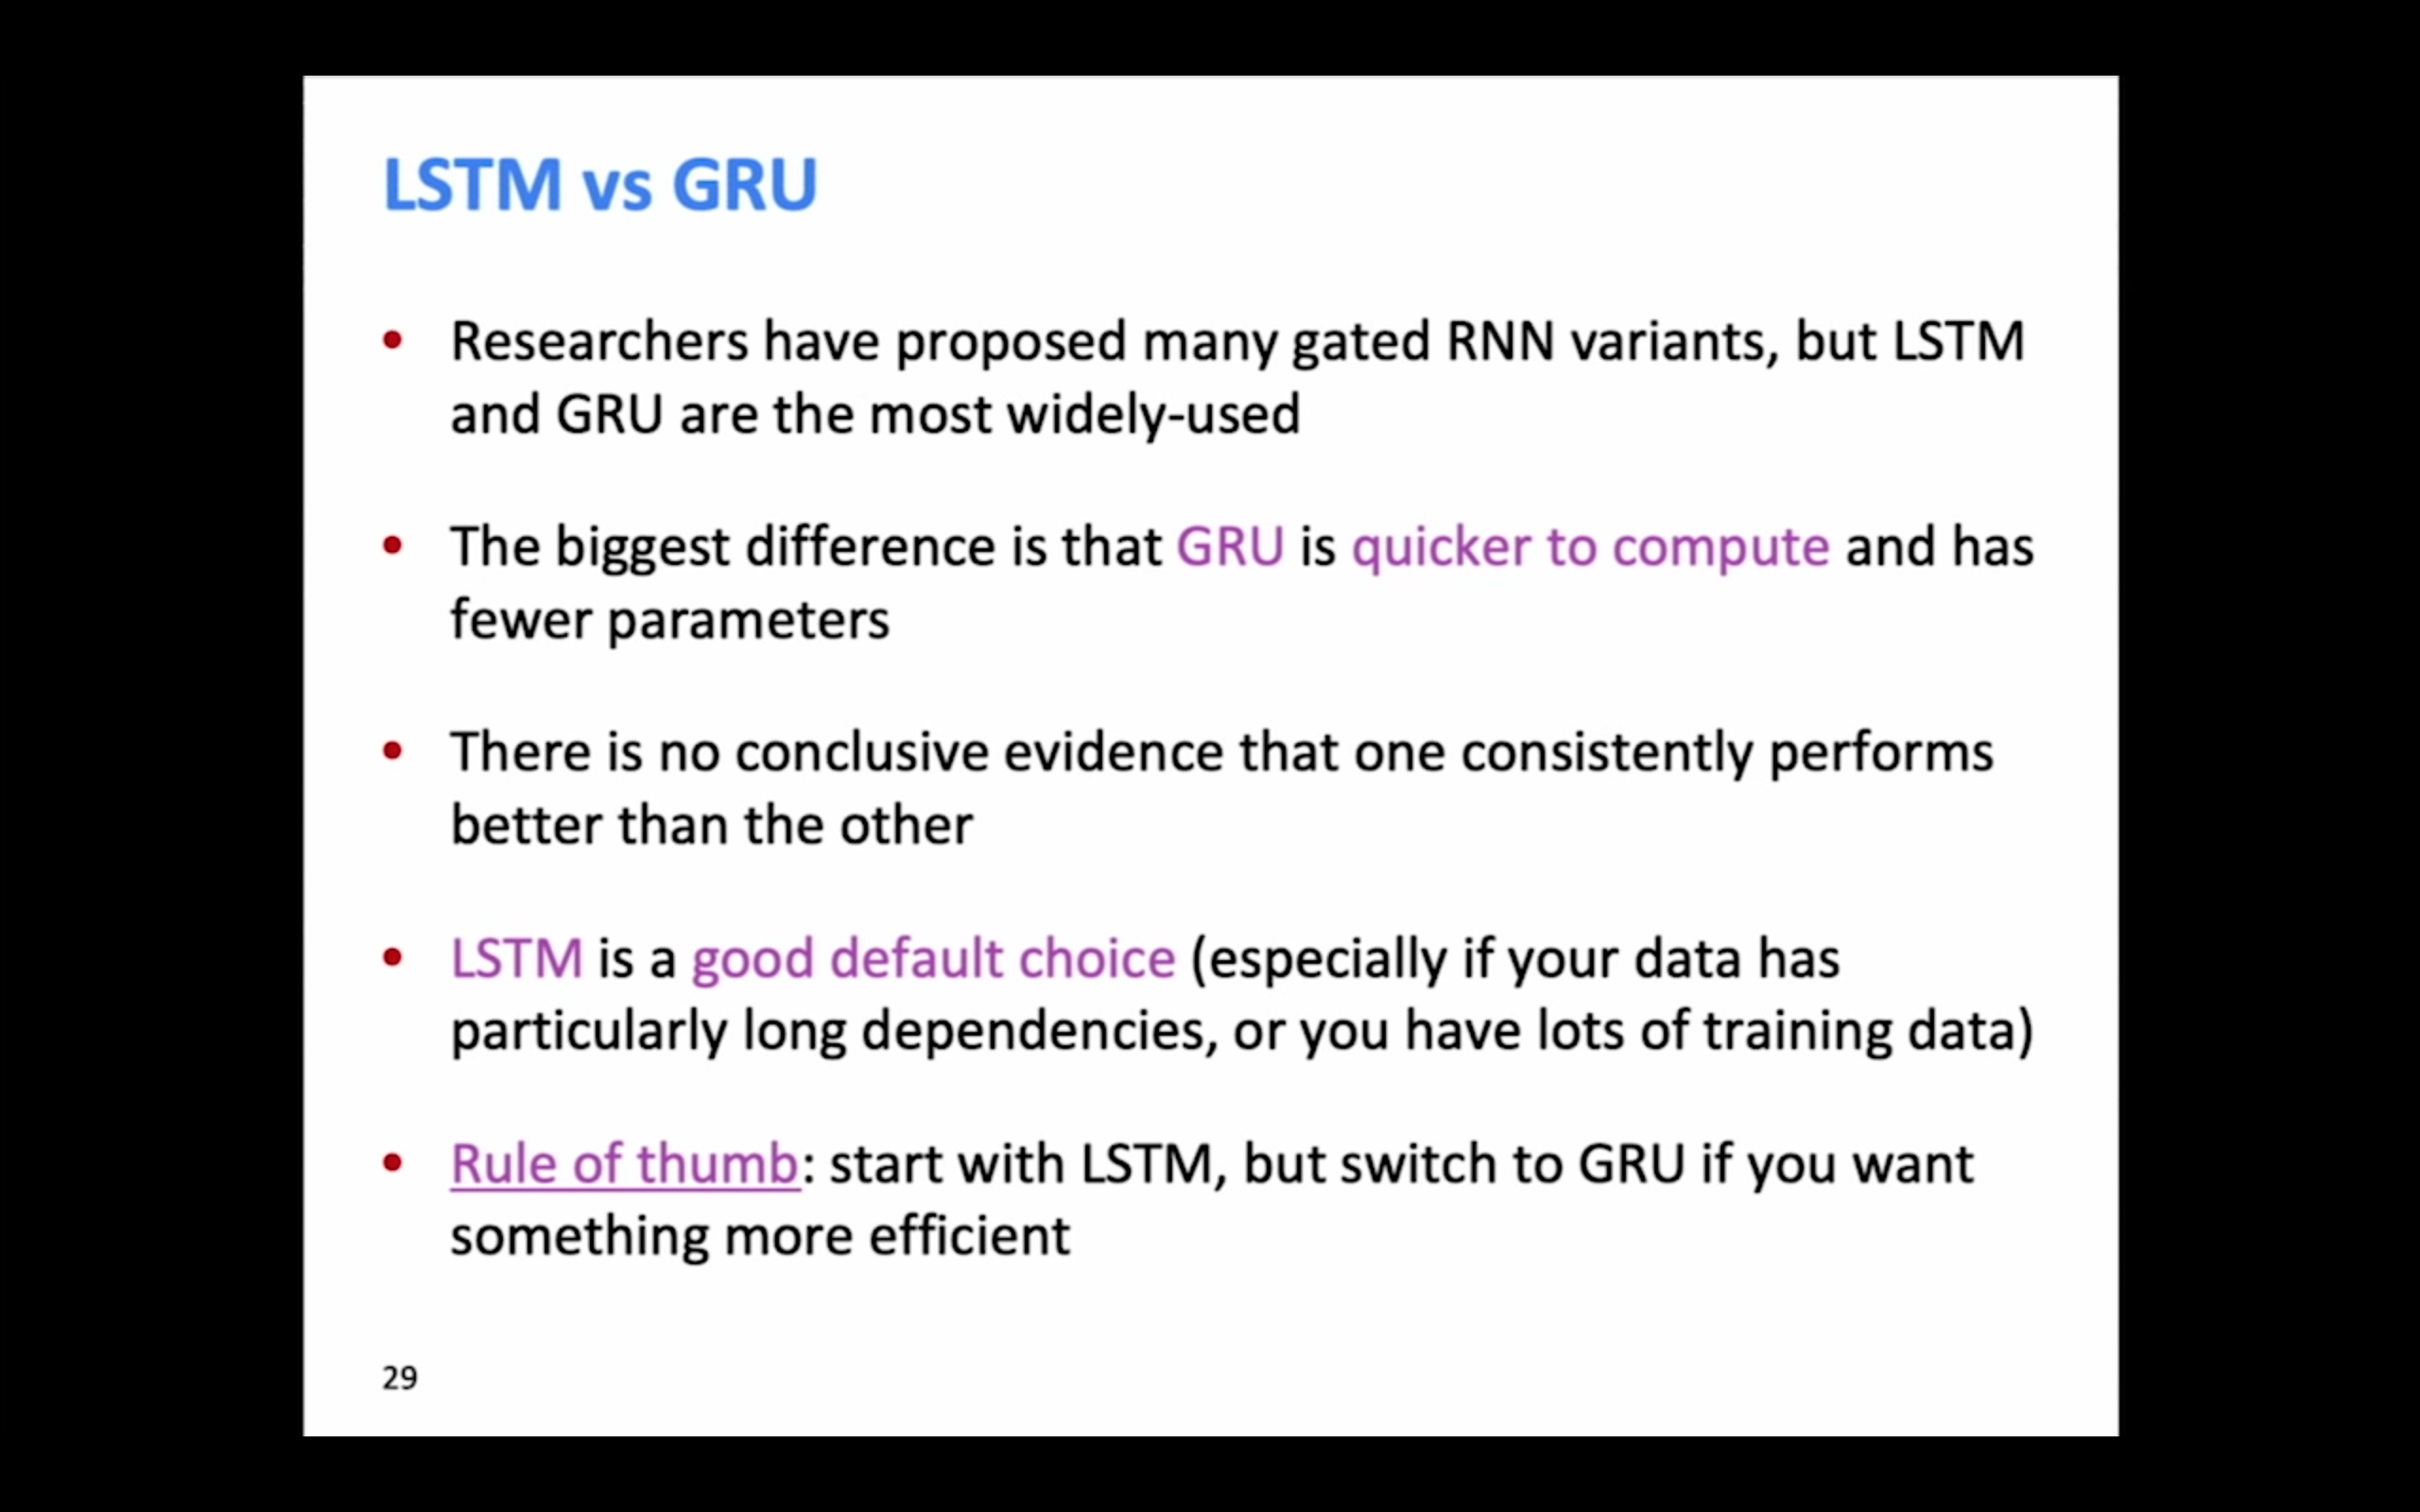 LSTM vs GRU
• Researchers have proposed many gated RNN variants, but LSTM
and GRU are the most widely-used
• The biggest difference is that GRU is quicker to compute and has
fewer parameters
• There is no conclusive evidence that one consistently performs
better than the other
• LSTM is a good default choice (especially if your data has
particularly long dependencies, or you have lots of training data)
• Rule of thumb: start with LSTM, but switch to GRU if you want
something more efficient
29